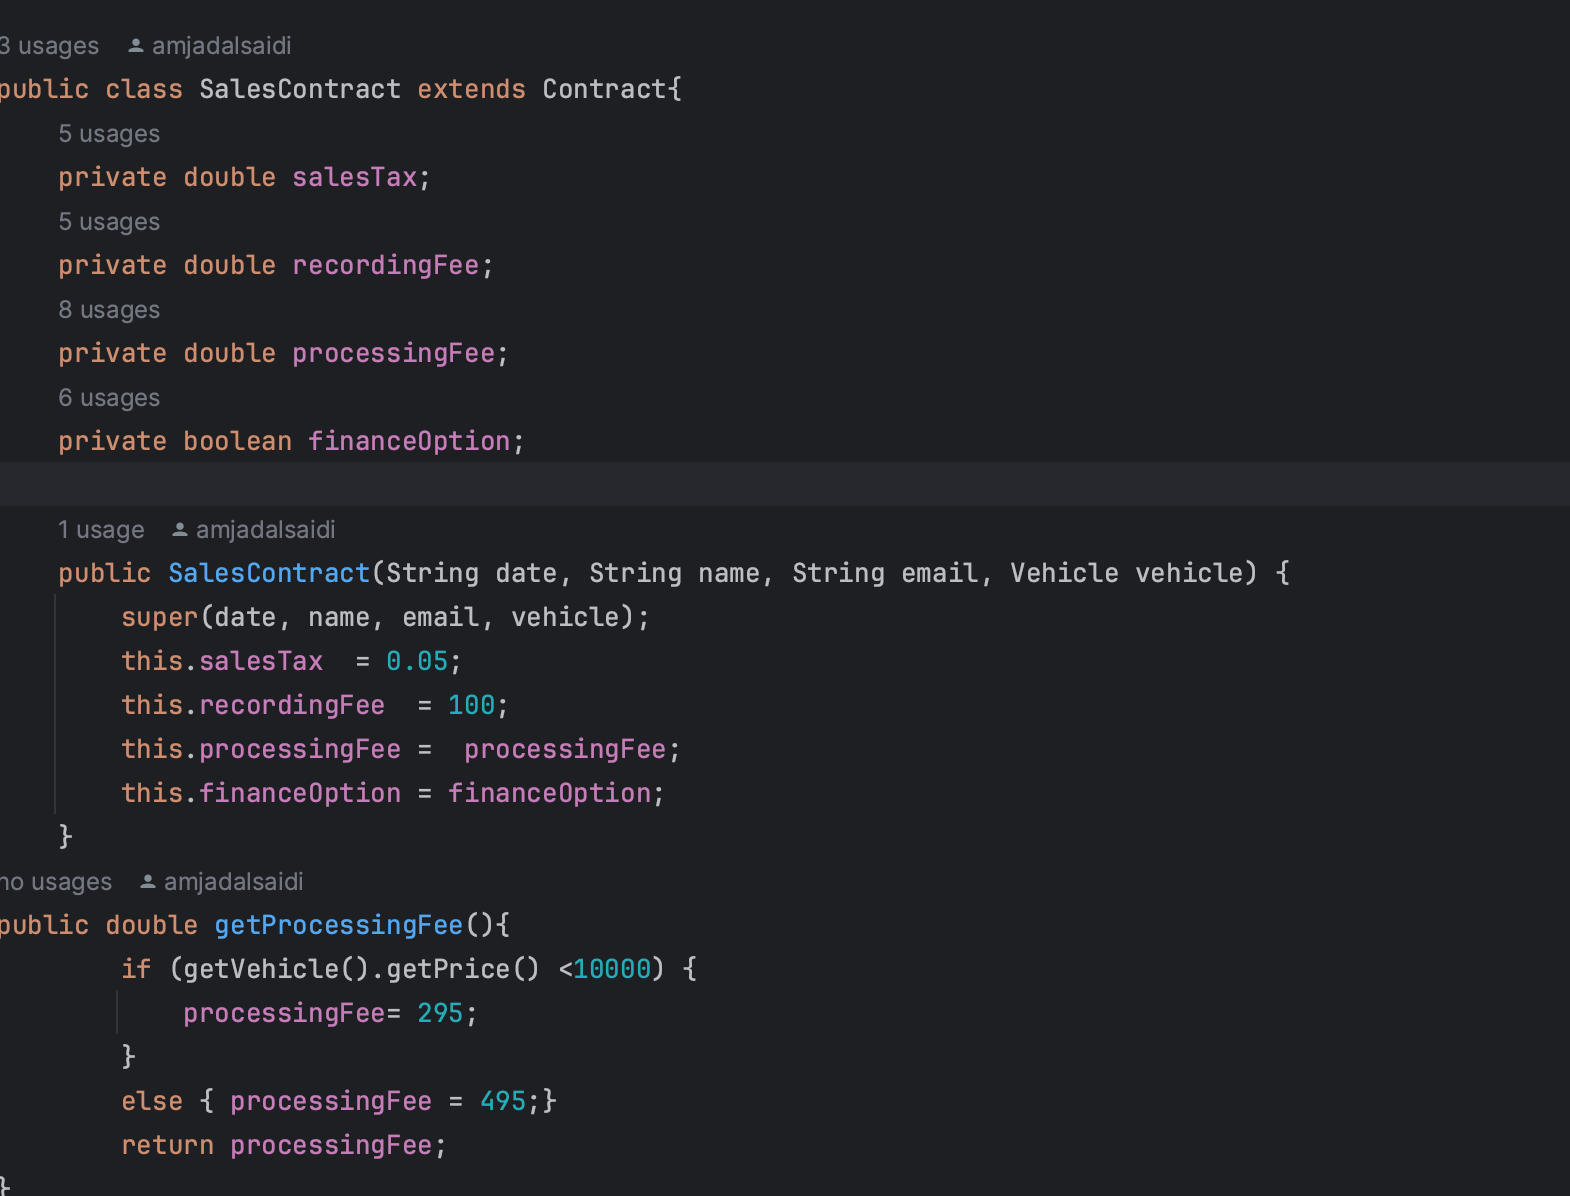 3 usages amjadalsaidi
public class SalesContract extends Contract{
5 usages
private double salesTax;
5 usages
private double recordingFee;
8 usages
private double processingFee;
6 usages
private boolean financeOption;
1 usage amjadalsaidi
public SalesContract(String date, String name, String email, Vehicle vehicle) {
super(date, name, email, vehicle);
this.salesTax  = 0.05;
this.recordingFee  = 100;
this.processingFee =  processingFee;
this.financeOption = financeOption;
}
no usages amjadalsaidi
public double getProcessingFee(){
if (getVehicle().getPrice() <10000) {
processingFee= 295;
}
else { processingFee = 495;}
return processingFee;
}